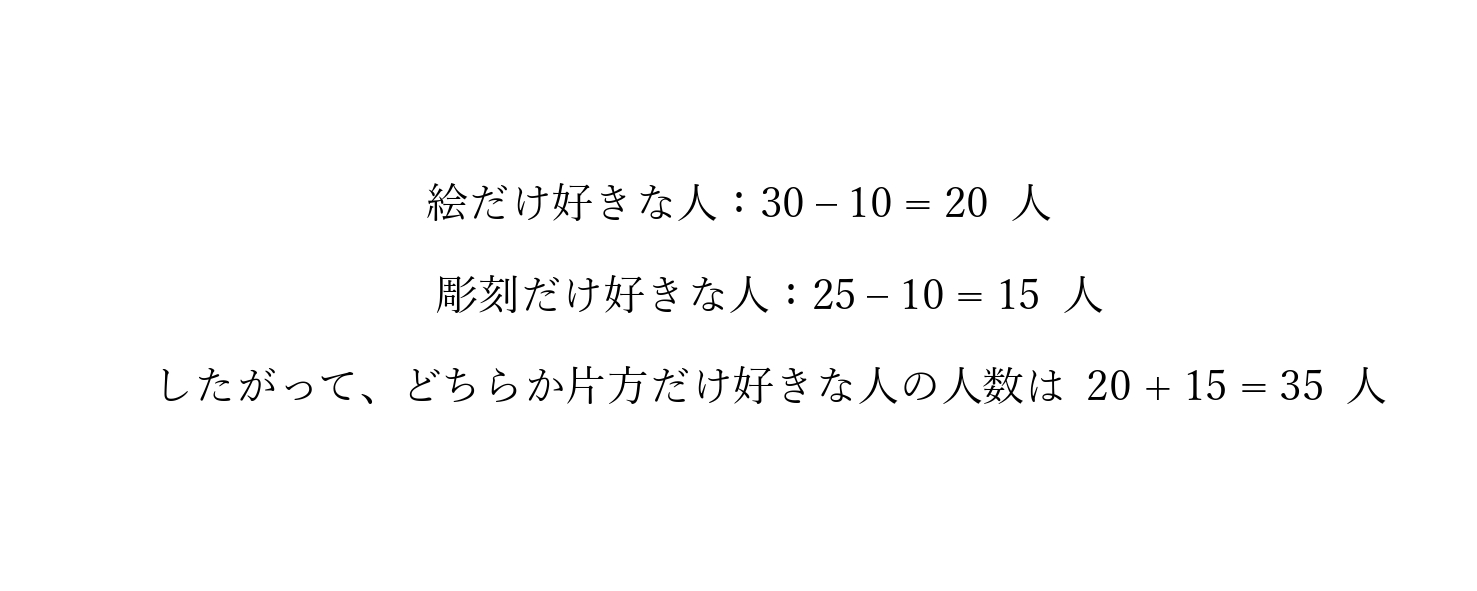 絵だけ好きな人：30 − 10 = 20 人
彫刻だけ好きな人：25 − 10 = 15 人
したがって、どちらか片方だけ好きな人の人数は 20 + 15 = 35 人